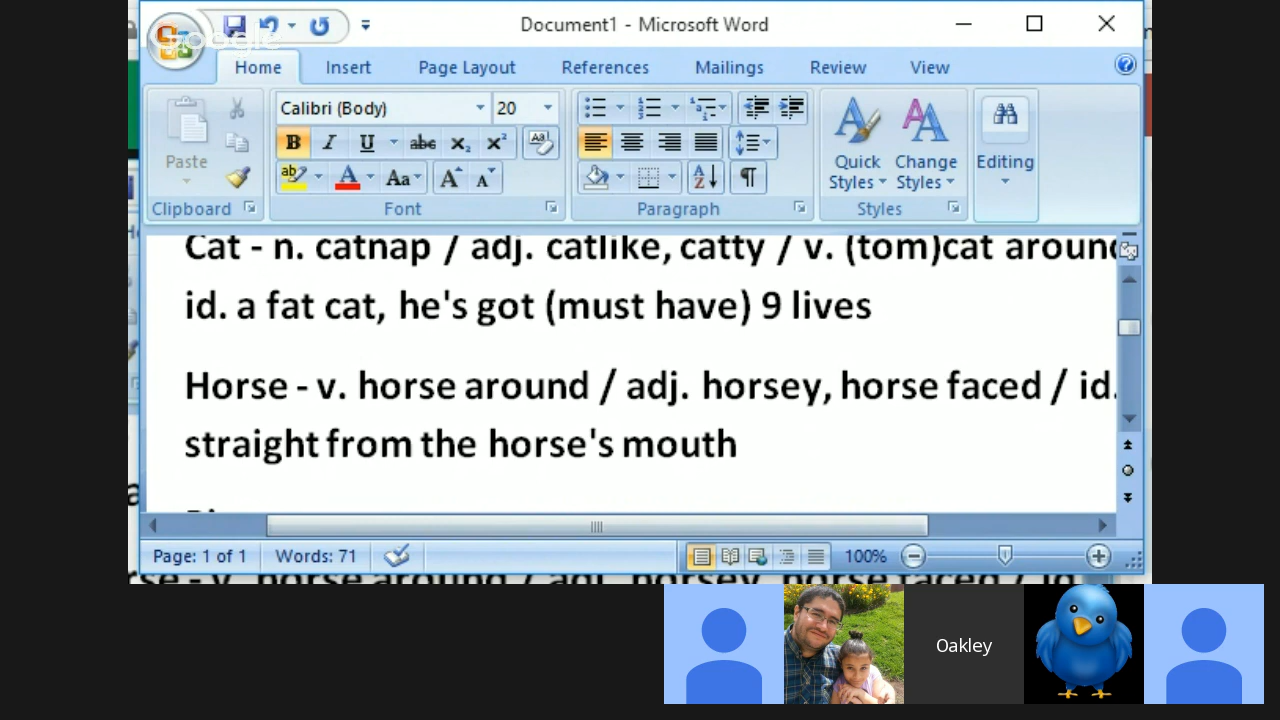 Google
Document1 - Microsoft Word
Home Insert Page Layout References Mailings Review View
Calibri (Body) 20
Paste
Quick Styles
Change Styles
Editing
Clipboard Font Paragraph Styles
Cat - n. catnap / adj. catlike, catty / v. (tom)cat around
id. a fat cat, he's got (must have) 9 lives
Horse - v. horse around / adj. horsey, horse faced / id.
straight from the horse's mouth
Page: 1 of 1 Words: 71 100%
Oakley